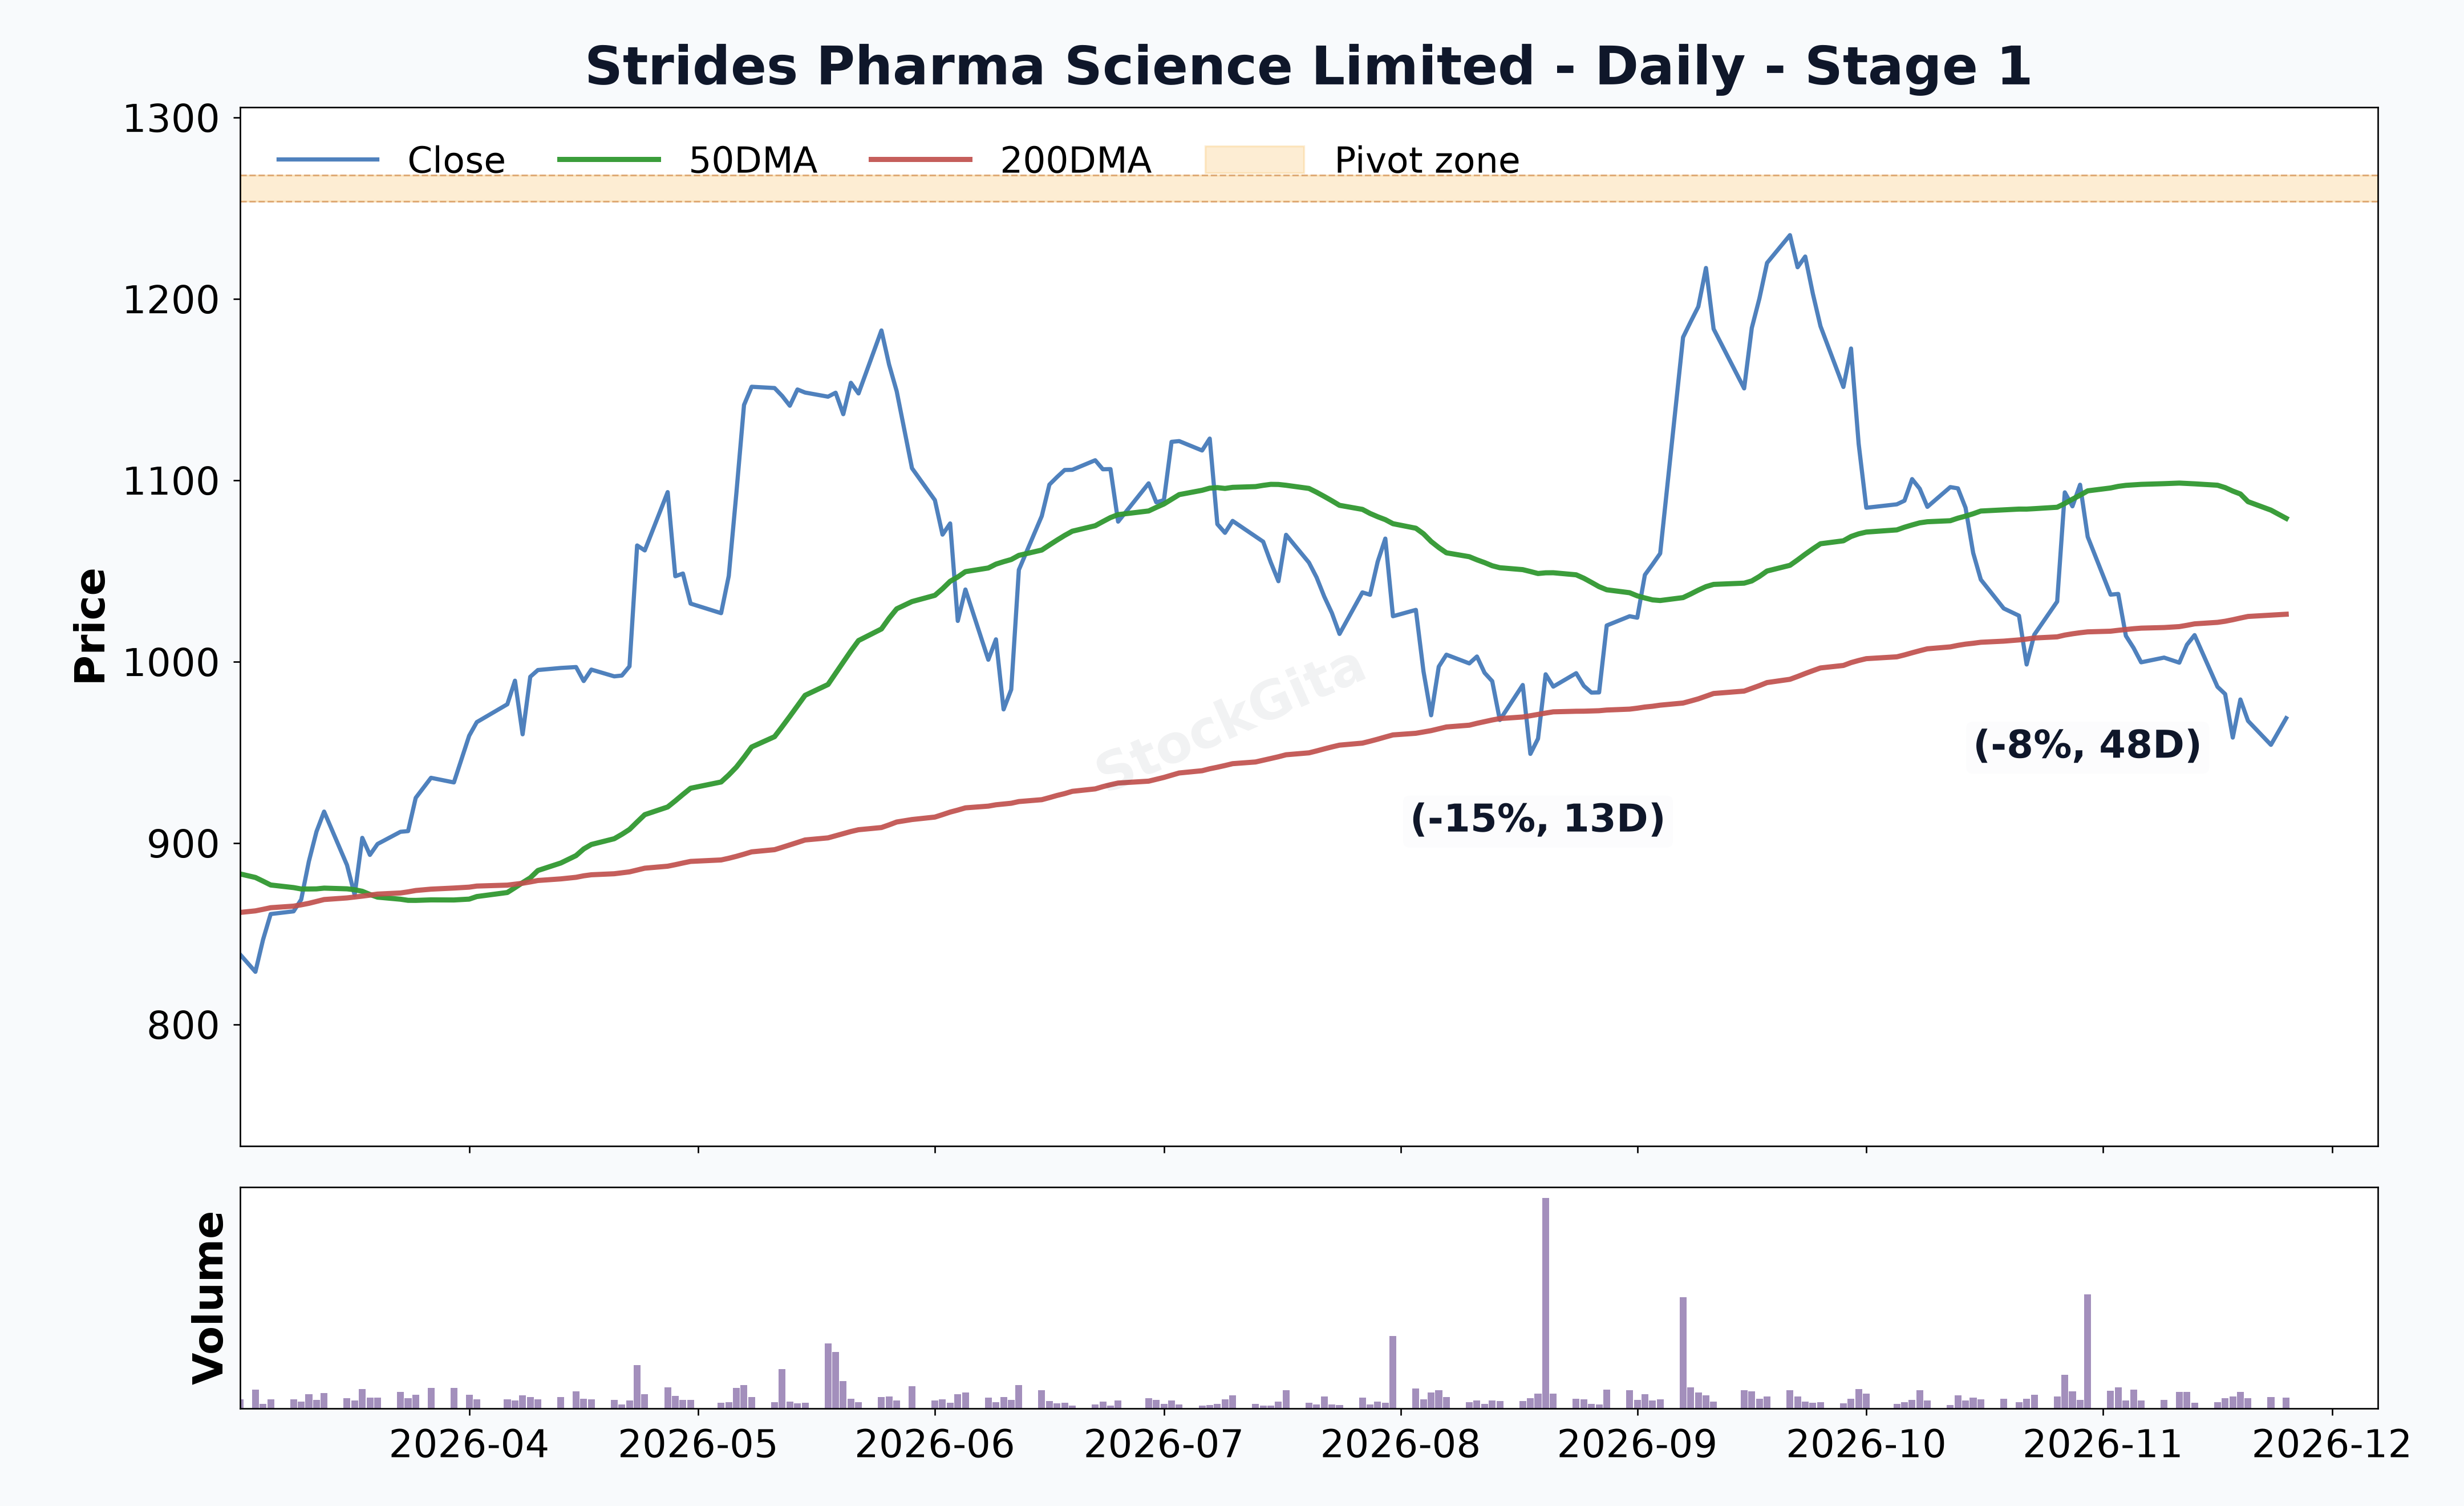 Strides Pharma Science Limited - Daily - Stage 1
Close 50DMA 200DMA Pivot zone
Price
1300
1200
1100
1000
900
800
StockGita
(-15%, 13D)
(-8%, 48D)
Volume
2026-04 2026-05 2026-06 2026-07 2026-08 2026-09 2026-10 2026-11 2026-12